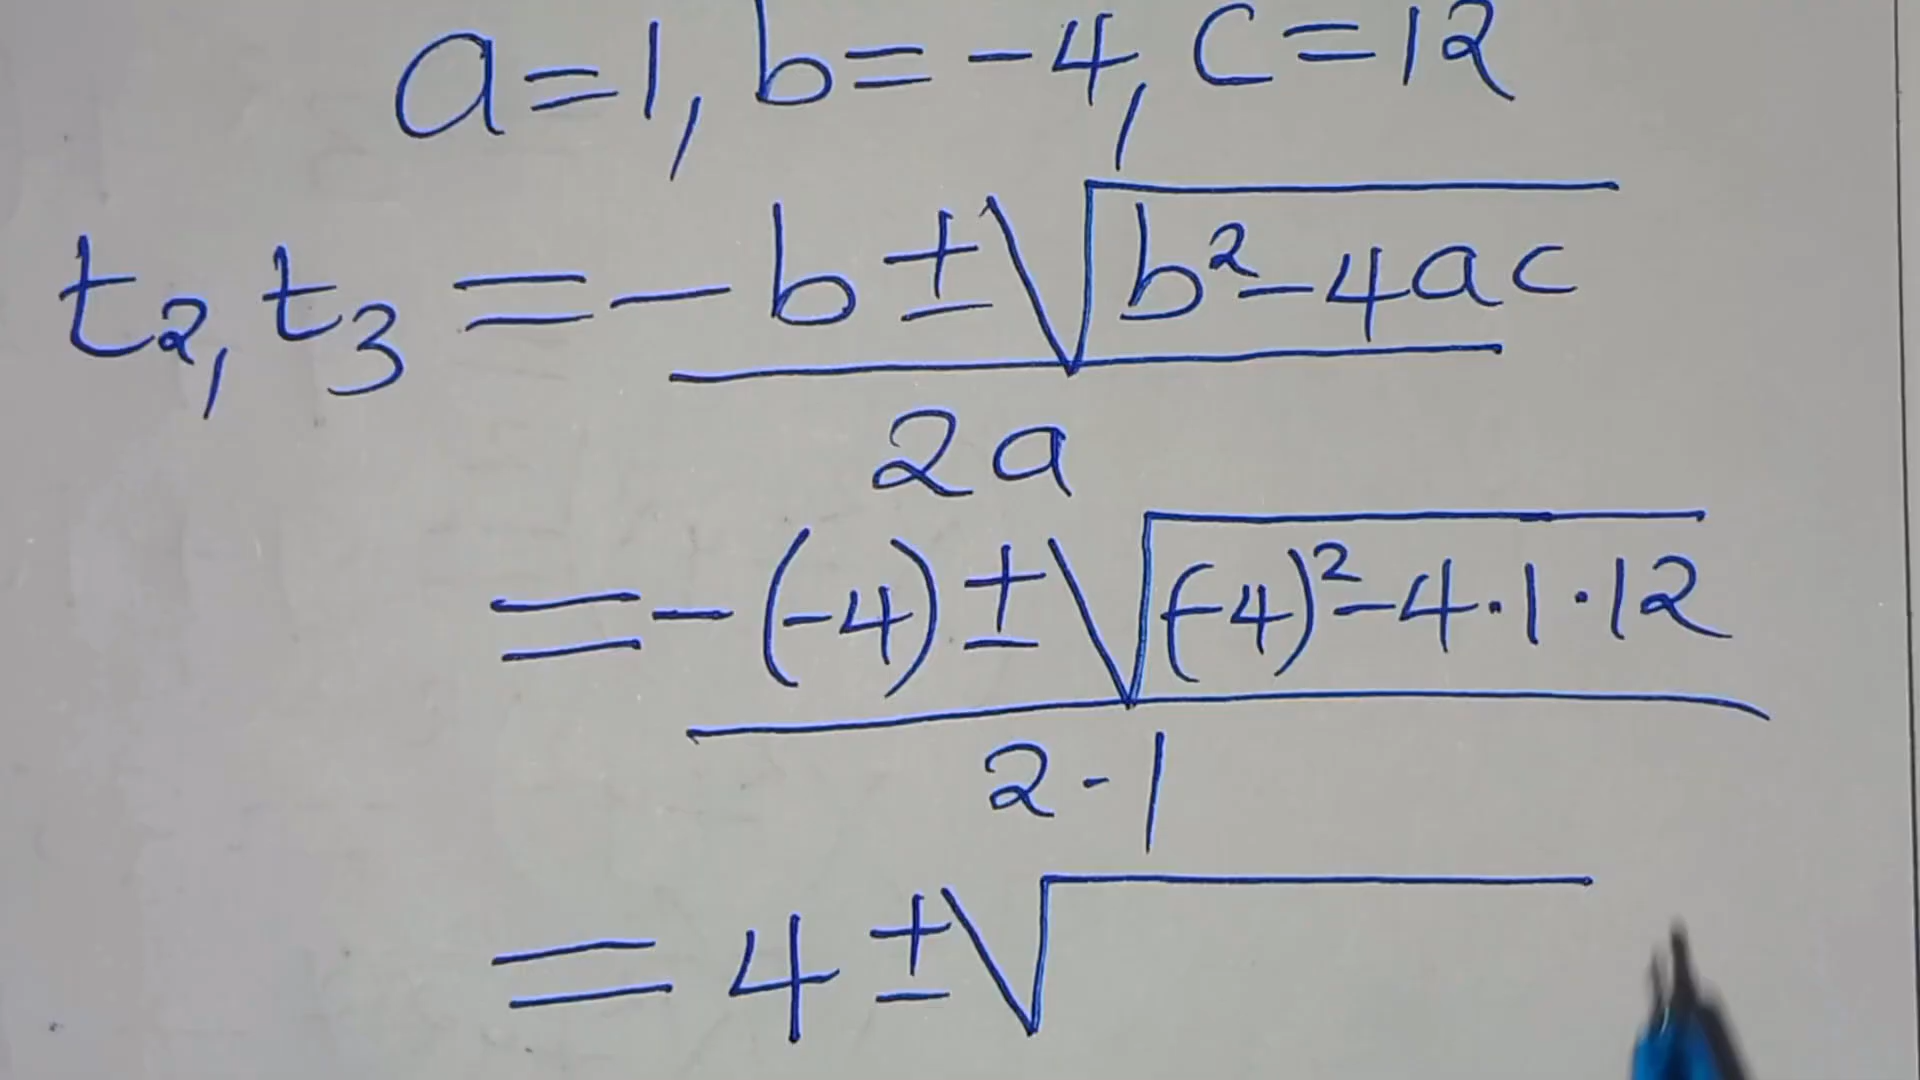 a=1, b=-4, c=12
t₂, t₃ = -b±√b²-4ac
2a
= -(-4)±√(-4)²-4·1·12
2·1
= 4±√